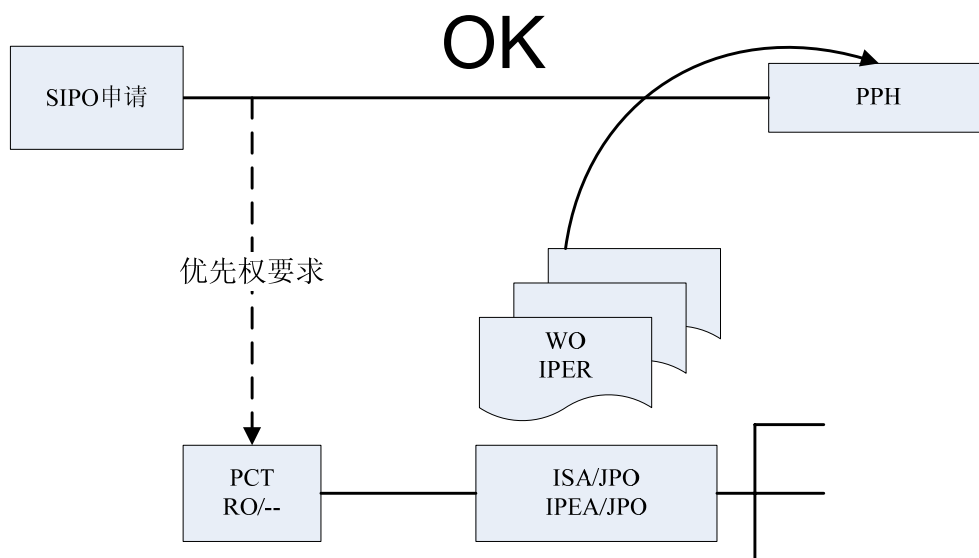 OK
SIPO申请
PPH
优先权要求
WO
IPER
PCT
RO/--
ISA/JPO
IPEA/JPO